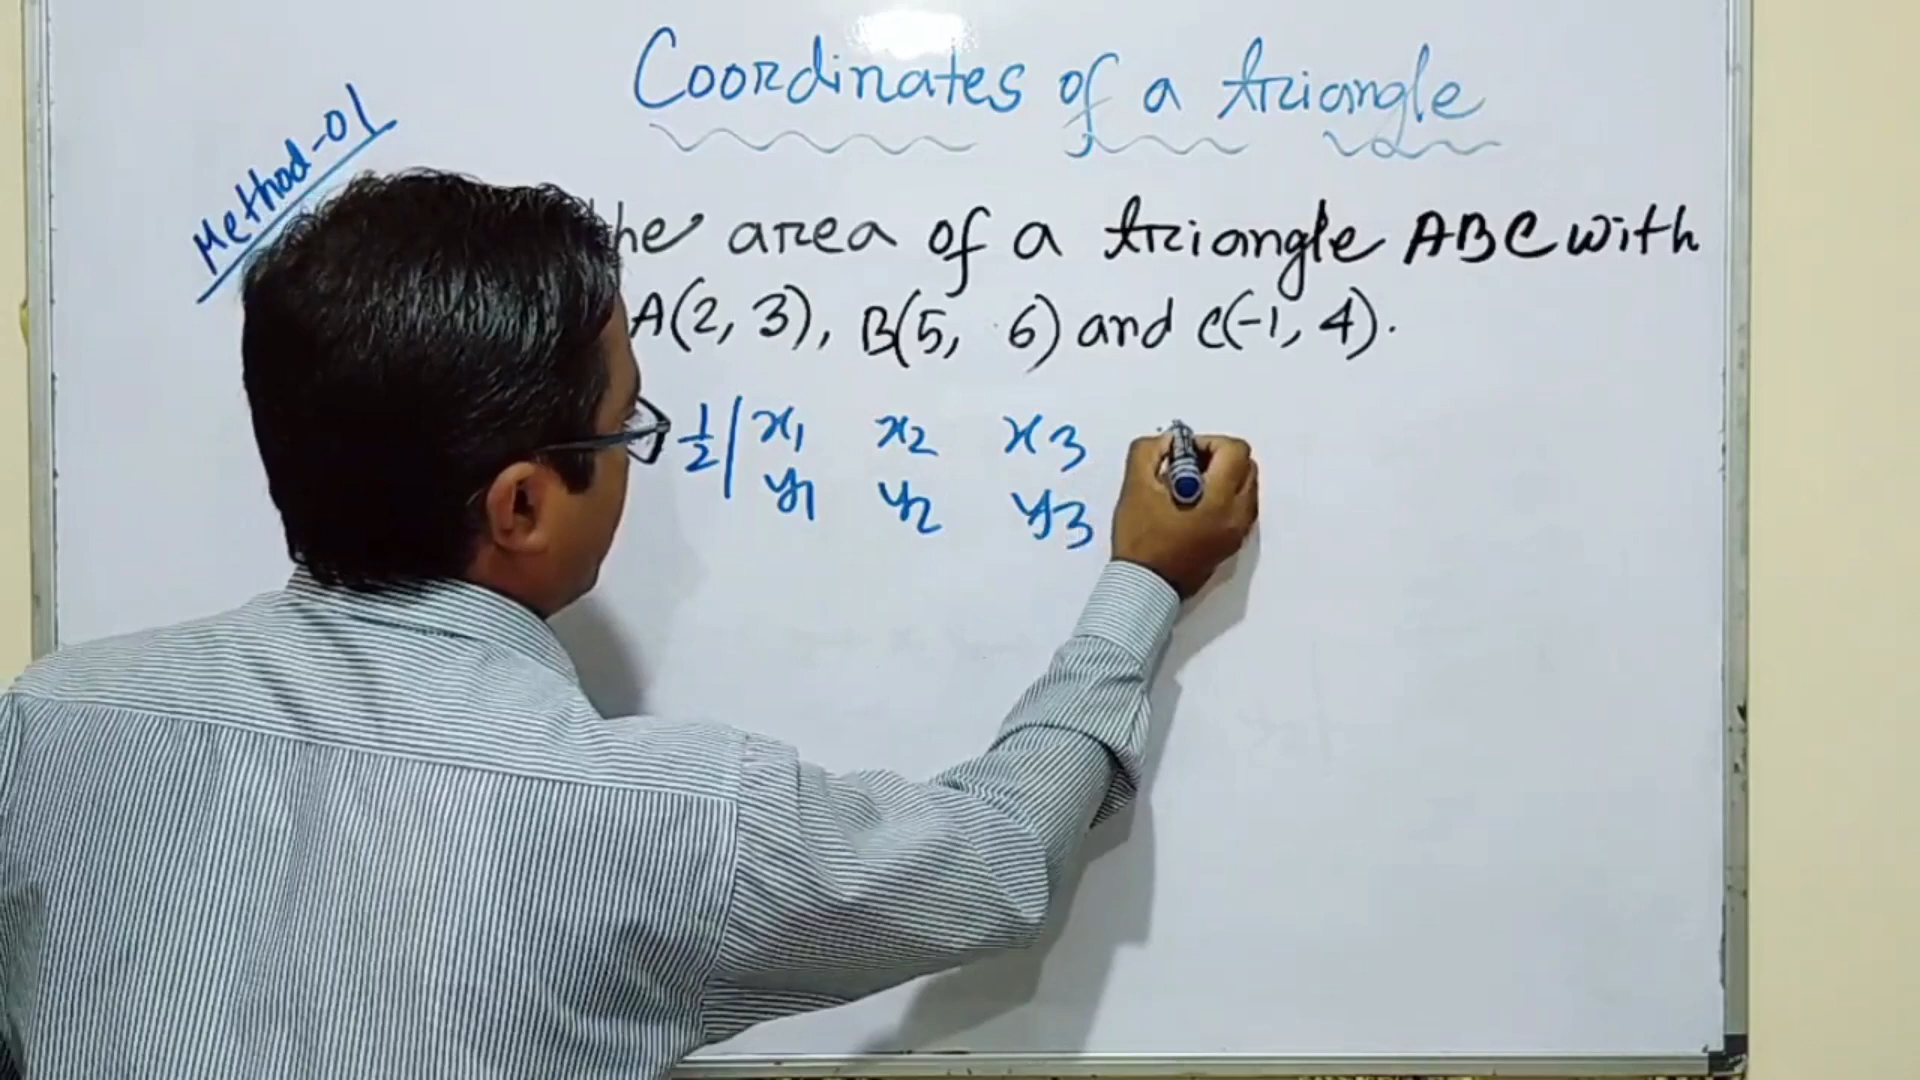 Coordinates of a triangle
Method-01
the area of a triangle ABC with
A(2, 3), B(5, 6) and C(-1, 4).
1/2 | x1 x2 x3
y1 y2 y3